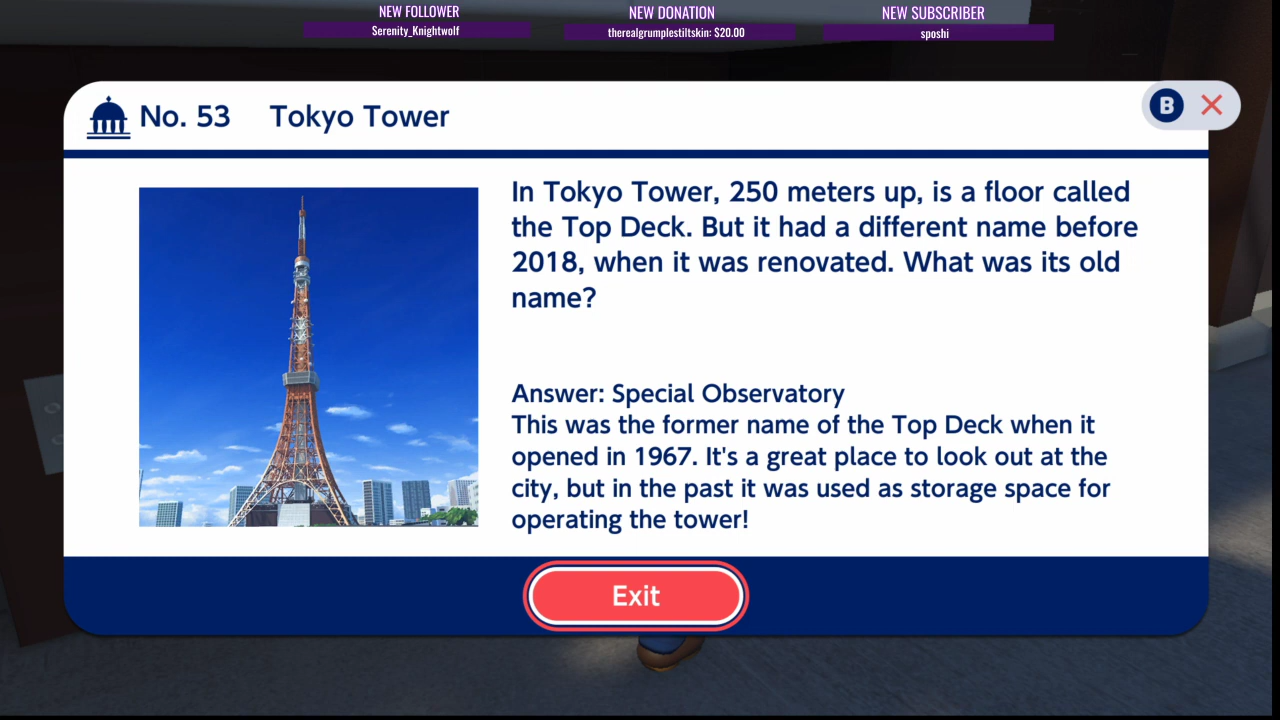 NEW FOLLOWER
Serenity_Knightwolf
NEW DONATION
therealgrumplestiltskin: $20.00
NEW SUBSCRIBER
sposhi
No. 53 Tokyo Tower
B
In Tokyo Tower, 250 meters up, is a floor called
the Top Deck. But it had a different name before
2018, when it was renovated. What was its old
name?
Answer: Special Observatory
This was the former name of the Top Deck when it
opened in 1967. It's a great place to look out at the
city, but in the past it was used as storage space for
operating the tower!
Exit